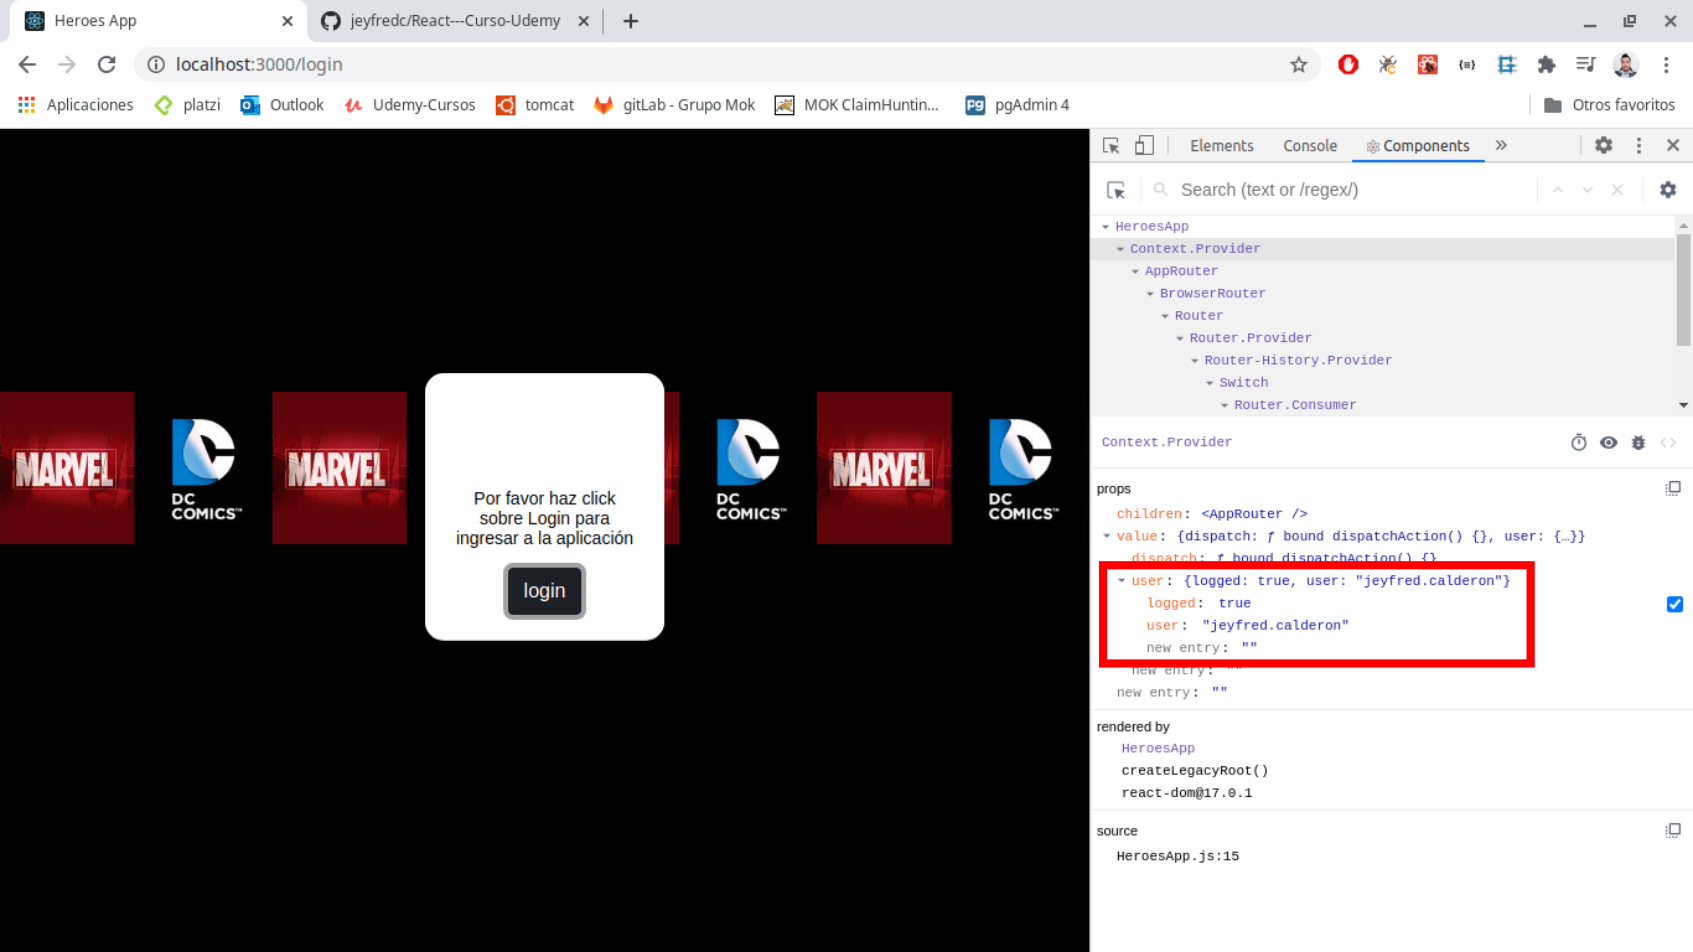 Heroes App
jeyfredc/React---Curso-Udemy
localhost:3000/login
Aplicaciones
platzi
Outlook
Udemy-Cursos
tomcat
gitLab - Grupo Mok
MOK ClaimHuntin...
pg
pgAdmin 4
Otros favoritos
Elements
Console
Components
Search (text or /regex/)
HeroesApp
Context.Provider
AppRouter
BrowserRouter
Router
Router.Provider
Router-History.Provider
Switch
Router.Consumer
MARVEL
DC
COMICS™
MARVEL
Por favor haz click
sobre Login para
ingresar a la aplicación
login
DC
COMICS™
MARVEL
DC
COMICS™
Context.Provider
props
children: <AppRouter />
value: {dispatch: ƒ bound dispatchAction() {}, user: {…}}
dispatch: ƒ bound dispatchAction() {}
user: {logged: true, user: "jeyfred.calderon"}
logged: true
user: "jeyfred.calderon"
new entry: ""
new entry: ""
new entry: ""
rendered by
HeroesApp
createLegacyRoot()
react-dom@17.0.1
source
HeroesApp.js:15